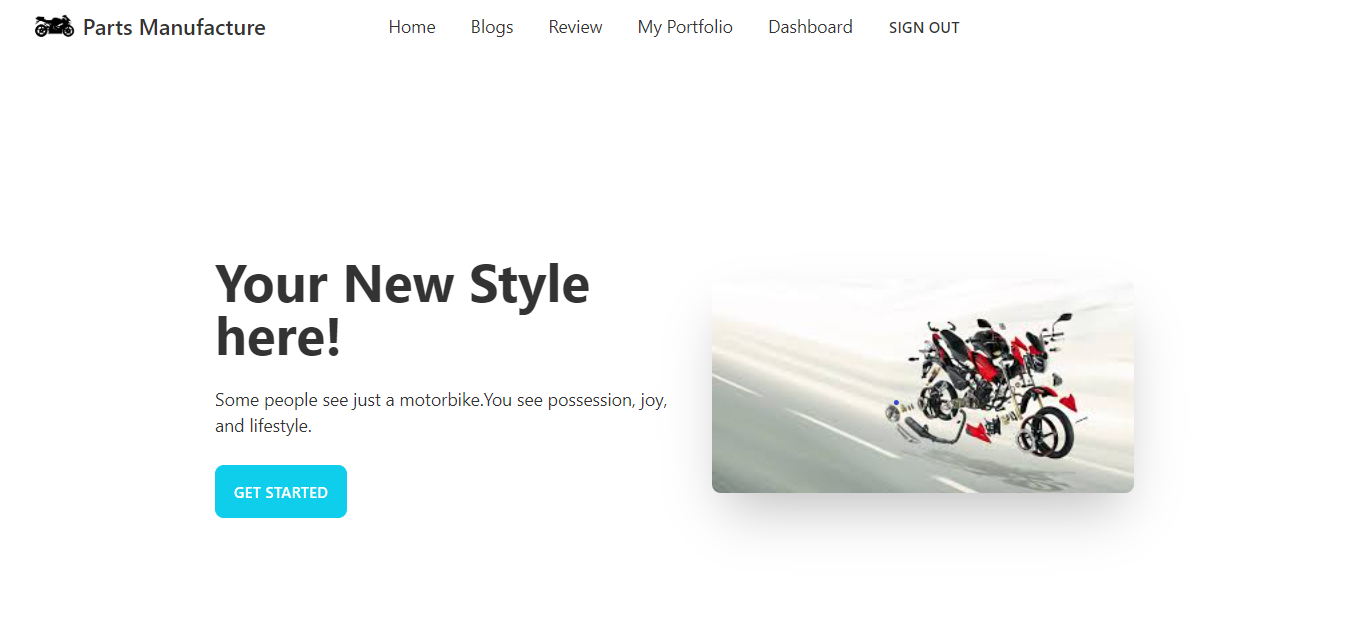 Parts Manufacture
Home Blogs Review My Portfolio Dashboard SIGN OUT
Your New Style
here!
Some people see just a motorbike.You see possession, joy,
and lifestyle.
GET STARTED